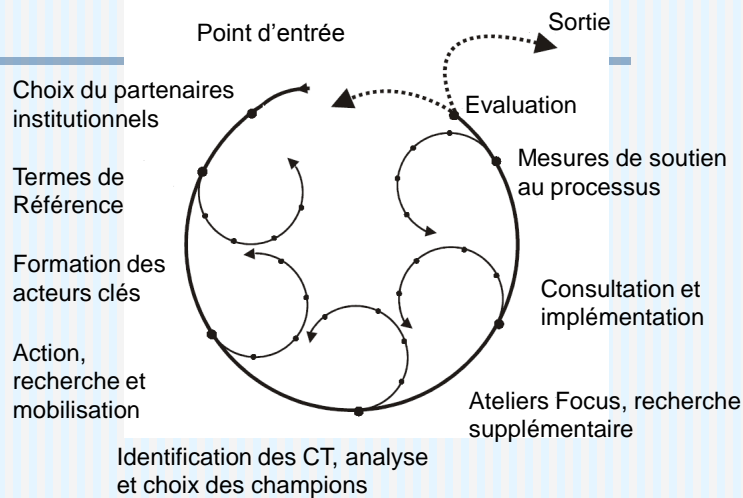 Point d’entrée
Sortie
Choix du partenaires
institutionnels
Termes de
Référence
Formation des
acteurs clés
Action,
recherche et
mobilisation
Identification des CT, analyse
et choix des champions
Ateliers Focus, recherche
supplémentaire
Consultation et
implémentation
Mesures de soutien
au processus
Evaluation